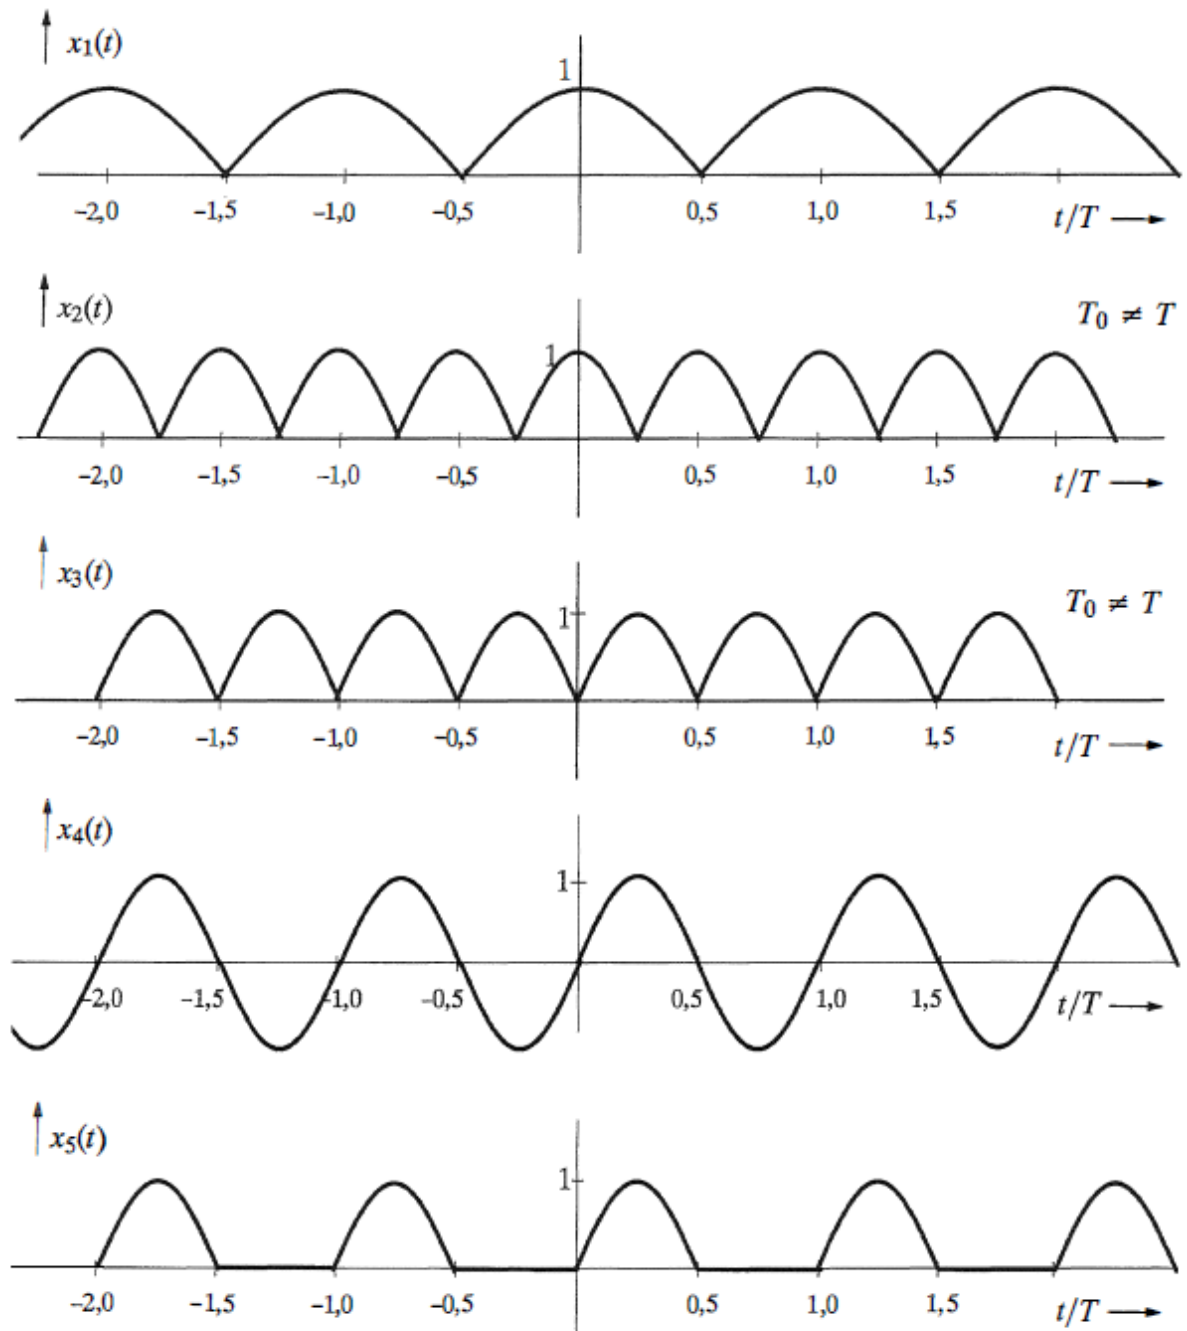 x₁(t)
1
–2,0 –1,5 –1,0 –0,5 0,5 1,0 1,5 t/T
x₂(t)
T₀ ≠ T
1
–2,0 –1,5 –1,0 –0,5 0,5 1,0 1,5 t/T
x₃(t)
T₀ ≠ T
1
–2,0 –1,5 –1,0 –0,5 0,5 1,0 1,5 t/T
x₄(t)
1
–2,0 –1,5 –1,0 –0,5 0,5 1,0 1,5 t/T
x₅(t)
1
–2,0 –1,5 –1,0 –0,5 0,5 1,0 1,5 t/T